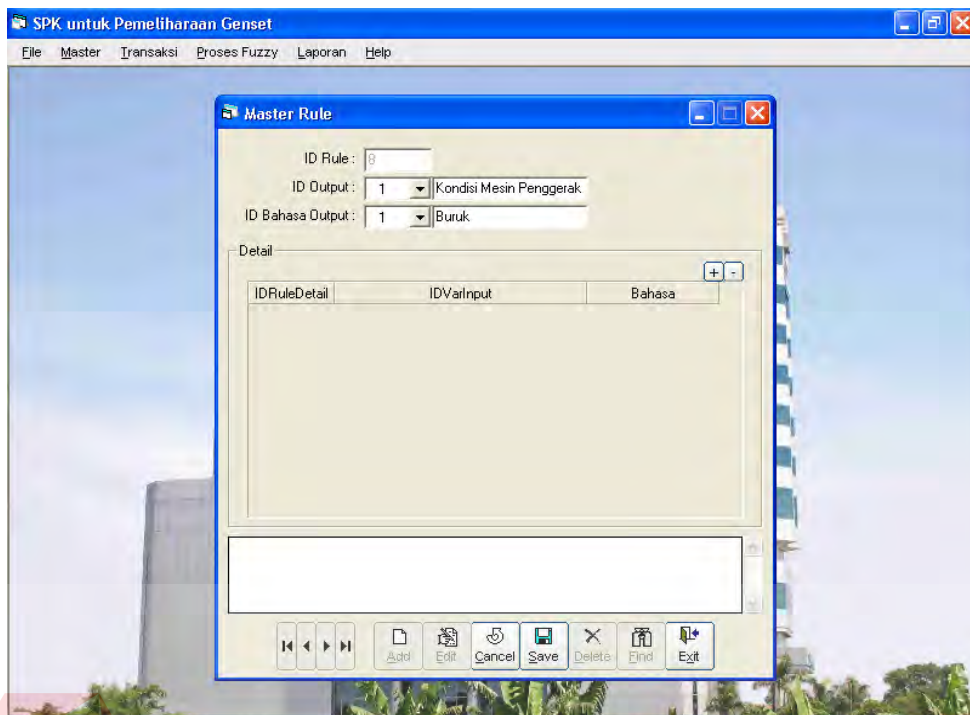 SPK untuk Pemeliharaan Genset
File Master Transaksi Proses Fuzzy Laporan Help
Master Rule
ID Rule : 8
ID Output : 1 Kondisi Mesin Penggerak
ID Bahasa Output : 1 Buruk
Detail
+ -
IDRuleDetail IDVarInput Bahasa
Add Edit Cancel Save Delete Find Exit